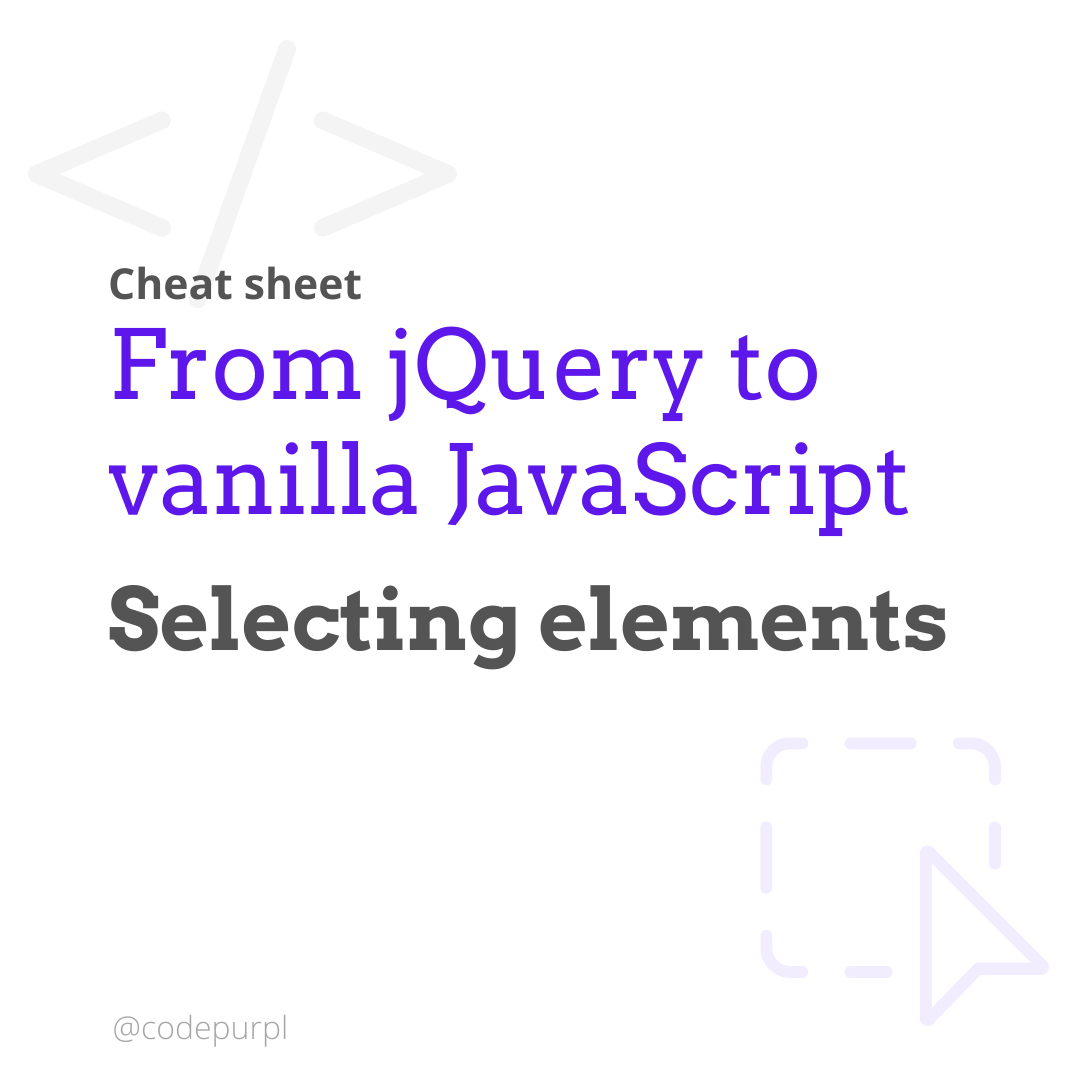 Cheat sheet
From jQuery to
vanilla JavaScript
Selecting elements
@codepurpl